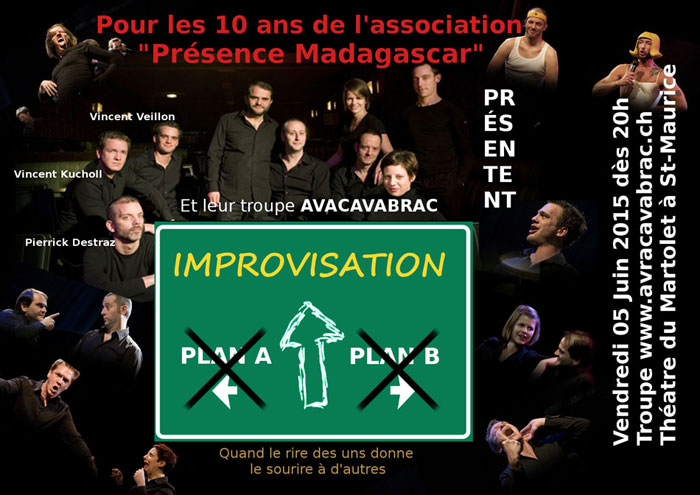 Pour les 10 ans de l'association
"Présence Madagascar"
Vincent Veillon
Vincent Kucholl
Pierrick Destraz
PR
ÉS
EN
TE
NT
Et leur troupe AVACAVABRAC
IMPROVISATION
PLAN A
PLAN B
Quand le rire des uns donne
le sourire à d'autres
Vendredi 05 Juin 2015 dès 20h
Troupe www.avracavabrac.ch
Théatre du Martolet à St-Maurice